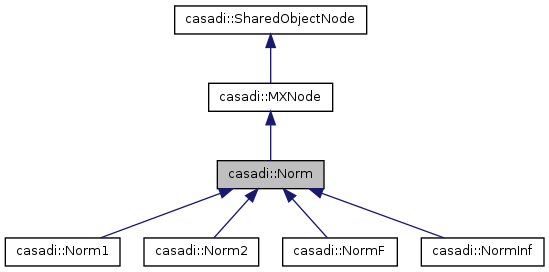 casadi::SharedObjectNode
casadi::MXNode
casadi::Norm
casadi::Norm1
casadi::Norm2
casadi::NormF
casadi::NormInf